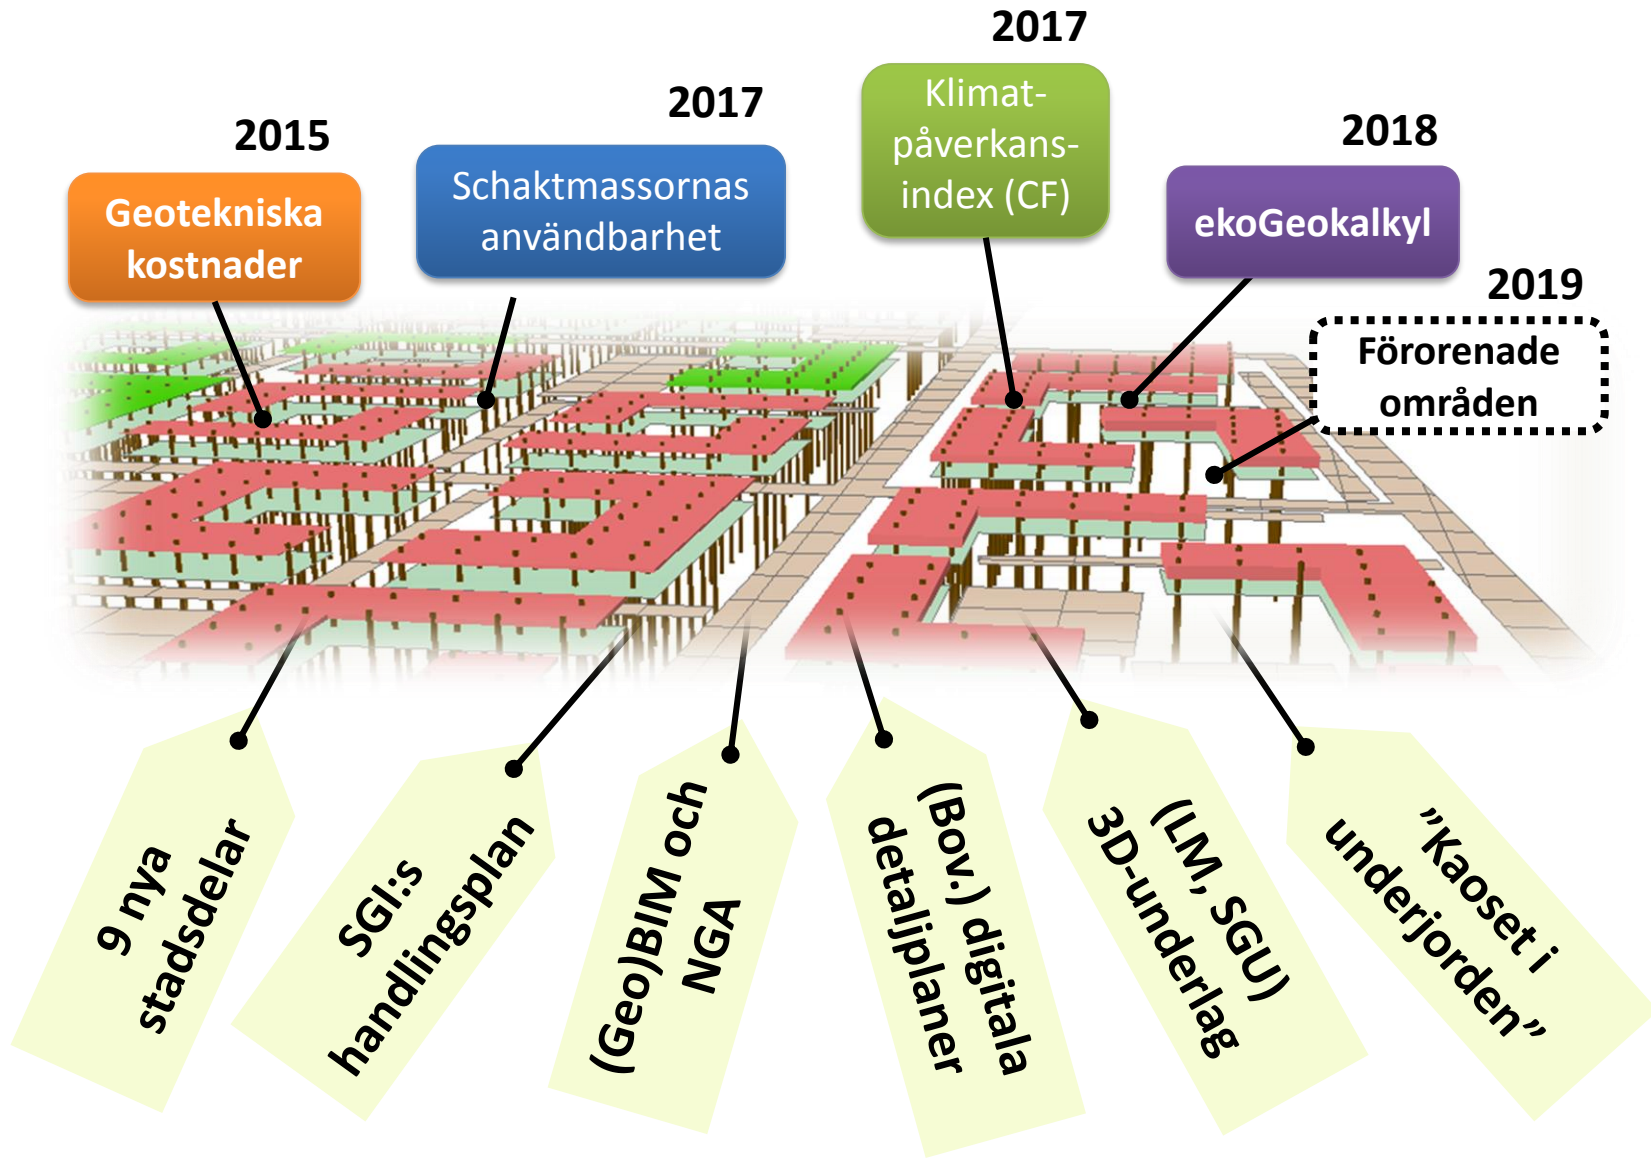 2015
Geotekniska
kostnader
2017
Schaktmassornas
användbarhet
2017
Klimat-
påverkans-
index (CF)
2018
ekoGeokalkyl
2019
Förorenade
områden
9 nya
stadsdelar
SGI:s
handlingsplan
(Geo)BIM och
NGA
(Bov.) digitala
detaljplaner
(LM, SGU)
3D-underlag
”Kaoset i
underjorden”